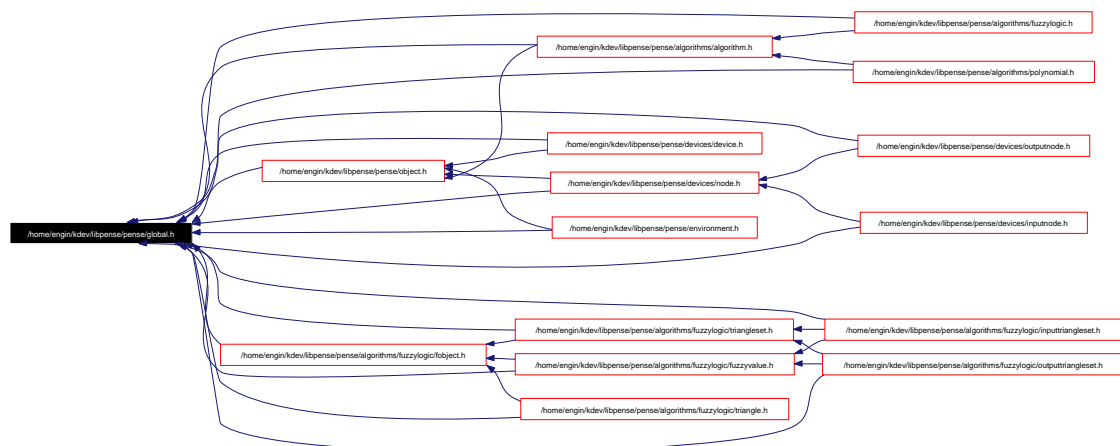 /home/engin/kdev/libpense/pense/algorithms/fuzzylogic.h
/home/engin/kdev/libpense/pense/algorithms/algorithm.h
/home/engin/kdev/libpense/pense/algorithms/polynomial.h
/home/engin/kdev/libpense/pense/devices/device.h
/home/engin/kdev/libpense/pense/devices/outputnode.h
/home/engin/kdev/libpense/pense/object.h
/home/engin/kdev/libpense/pense/devices/node.h
/home/engin/kdev/libpense/pense/devices/inputnode.h
/home/engin/kdev/libpense/pense/environment.h
/home/engin/kdev/libpense/pense/global.h
/home/engin/kdev/libpense/pense/algorithms/fuzzylogic/triangleset.h
/home/engin/kdev/libpense/pense/algorithms/fuzzylogic/inputtriangleset.h
/home/engin/kdev/libpense/pense/algorithms/fuzzylogic/fobject.h
/home/engin/kdev/libpense/pense/algorithms/fuzzylogic/fuzzyvalue.h
/home/engin/kdev/libpense/pense/algorithms/fuzzylogic/outputtriangleset.h
/home/engin/kdev/libpense/pense/algorithms/fuzzylogic/triangle.h